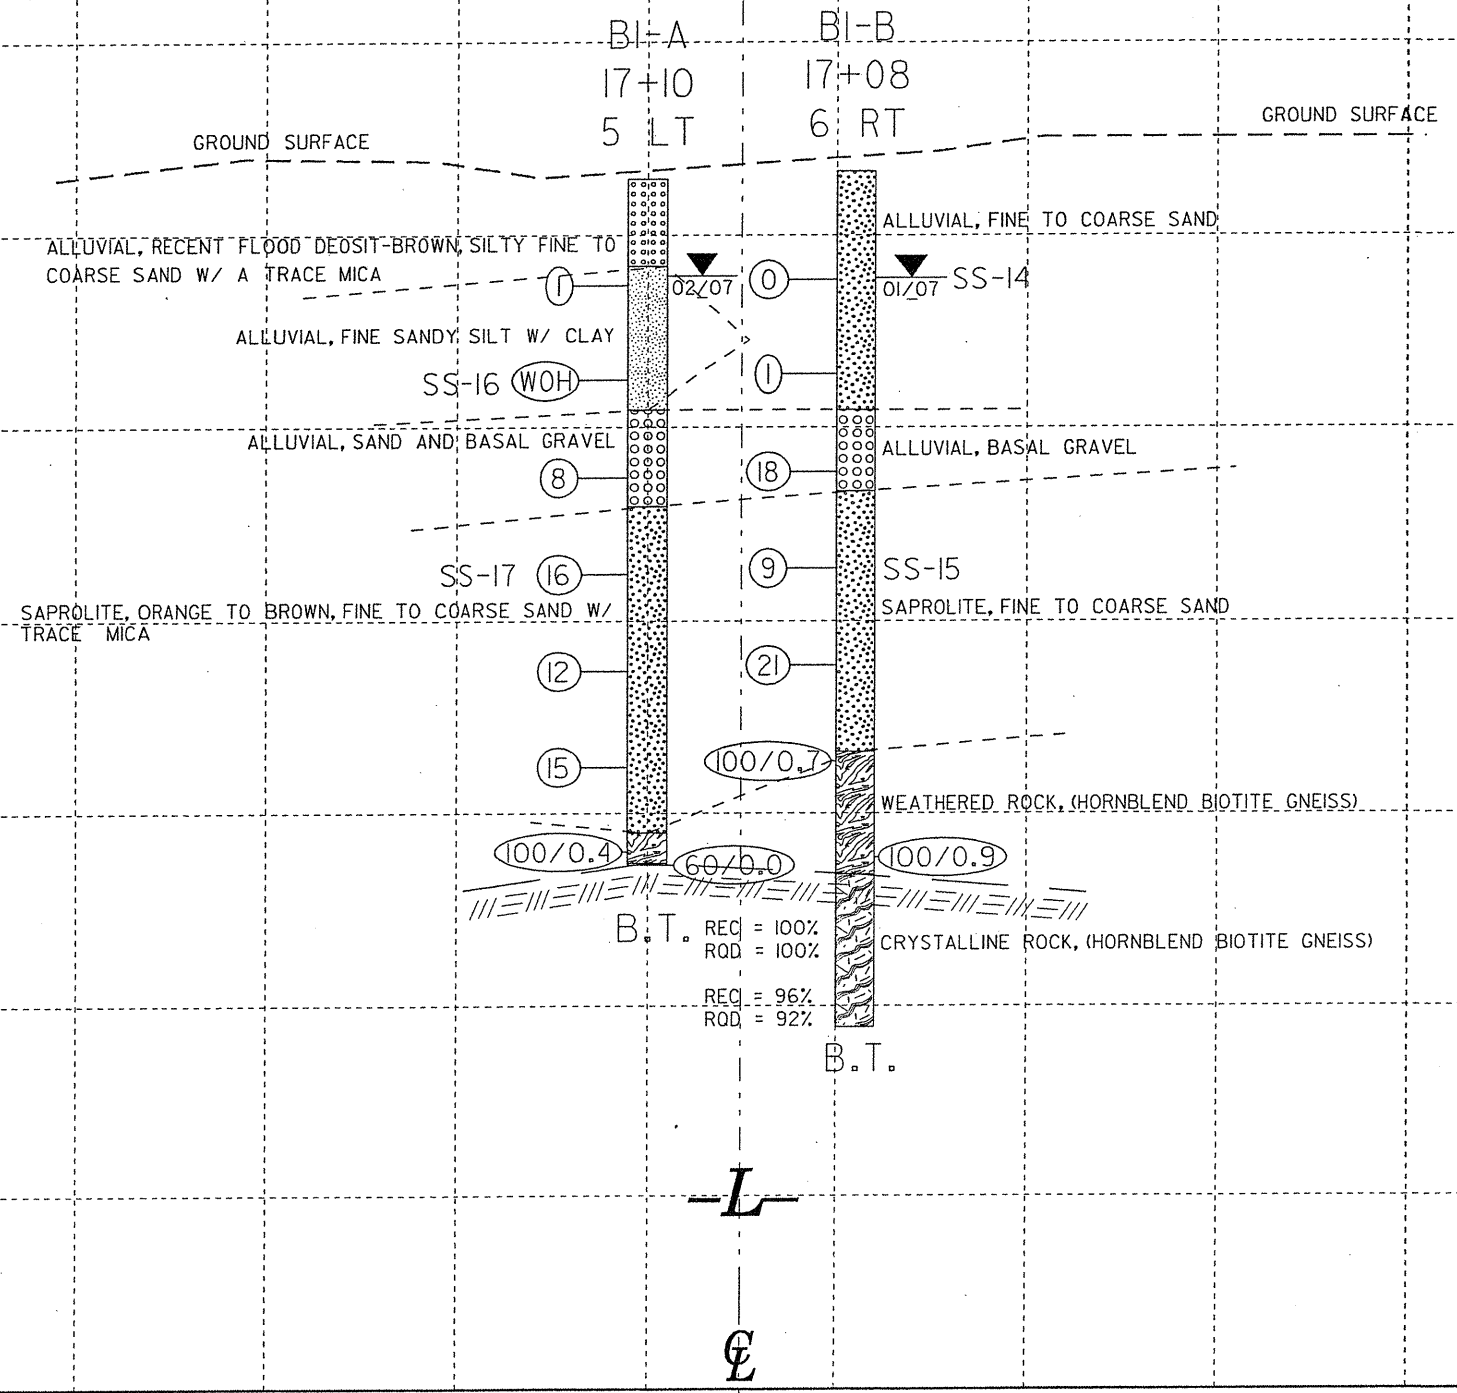 BI-A
17+10
5 LT
BI-B
17+08
6 RT
GROUND SURFACE
GROUND SURFACE
ALLUVIAL, FINE TO COARSE SAND
ALLUVIAL, RECENT FLOOD DEOSIT-BROWN, SILTY FINE TO
COARSE SAND W/ A TRACE MICA
1
02/07
0
01/07
SS-14
ALLUVIAL, FINE SANDY SILT W/ CLAY
SS-16
WOH
1
ALLUVIAL, SAND AND BASAL GRAVEL
ALLUVIAL, BASAL GRAVEL
8
18
SS-17
16
9
SS-15
SAPROLITE, ORANGE TO BROWN, FINE TO COARSE SAND W/
TRACE MICA
SAPROLITE, FINE TO COARSE SAND
12
21
15
100/0.7
WEATHERED ROCK, (HORNBLEND BIOTITE GNEISS)
100/0.4
60/0.0
100/0.9
B.T.
REC = 100%
RQD = 100%
CRYSTALLINE ROCK, (HORNBLEND BIOTITE GNEISS)
REC = 96%
RQD = 92%
B.T.
-L-
℄